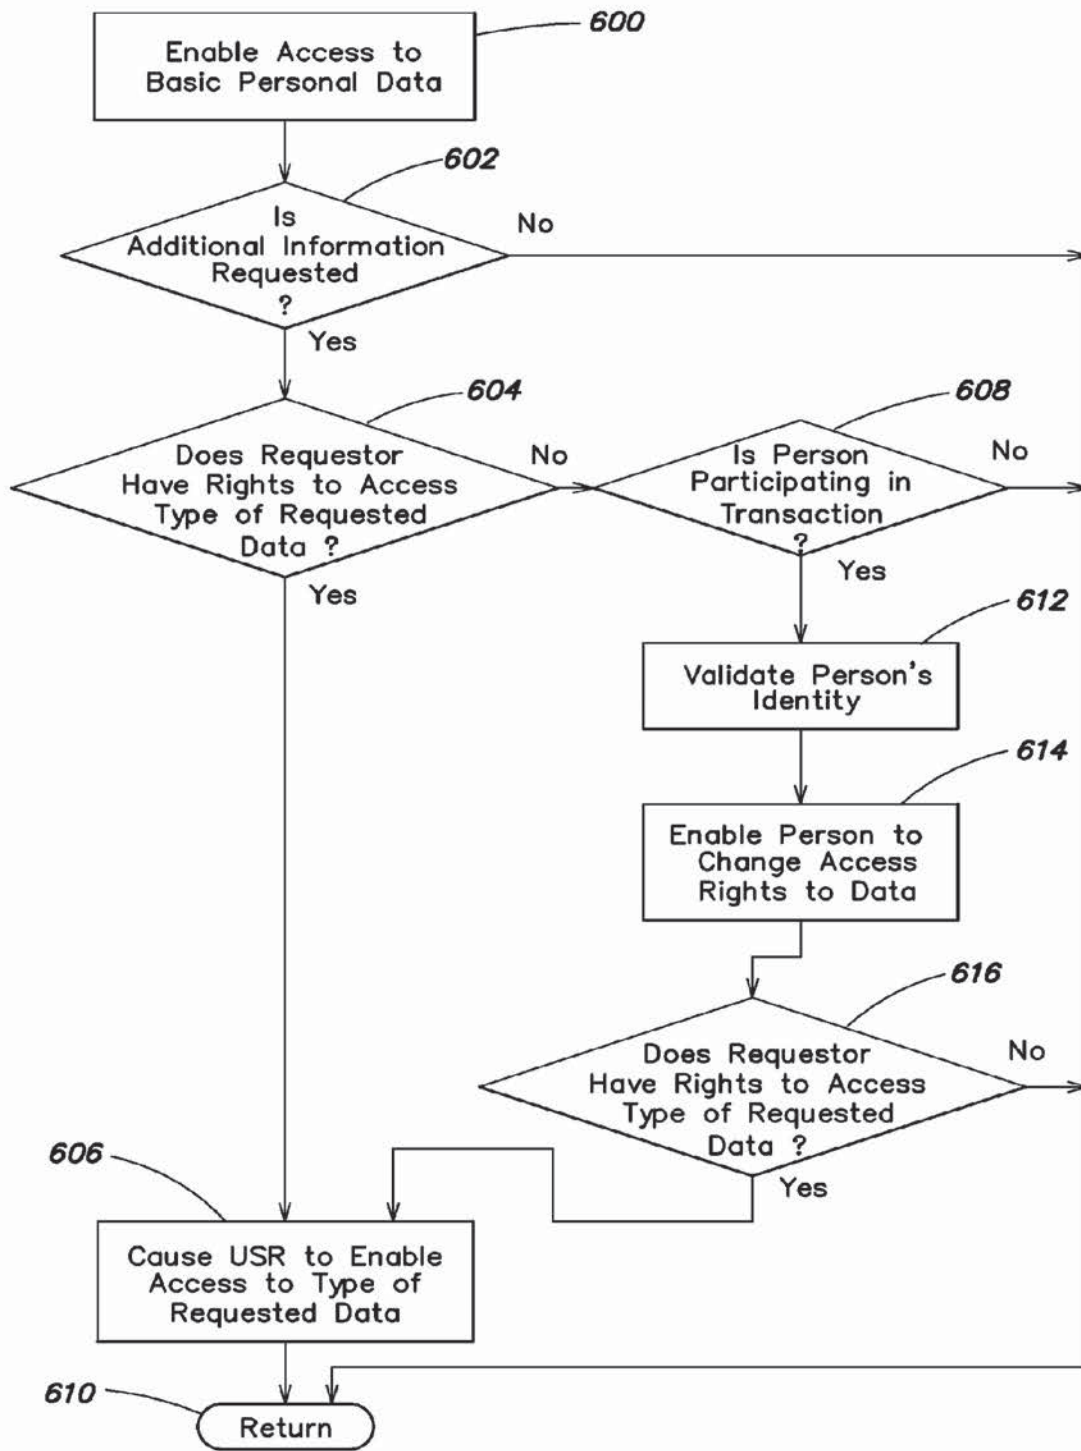 600
Enable Access to
Basic Personal Data
602
Is
Additional Information
Requested
?
No
Yes
604
Does Requestor
Have Rights to Access
Type of Requested
Data ?
No
Yes
608
Is Person
Participating in
Transaction
?
No
Yes
612
Validate Person's
Identity
614
Enable Person to
Change Access
Rights to Data
616
Does Requestor
Have Rights to Access
Type of Requested
Data ?
No
Yes
606
Cause USR to Enable
Access to Type of
Requested Data
610
Return